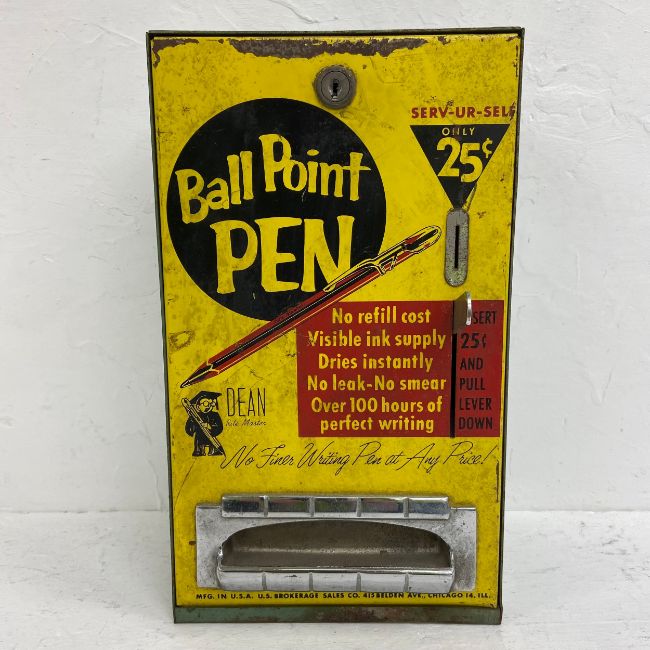 SERV-UR-SELF
ONLY
25¢
Ball Point
PEN
No refill cost
Visible ink supply
Dries instantly
No leak-No smear
Over 100 hours of
perfect writing
SERT
25¢
AND
PULL
LEVER
DOWN
DEAN
No Finer Writing Pen at Any Price!
MFG. IN U.S.A. U.S. BROKERAGE SALES CO. 415 BELDEN AVE., CHICAGO 14, ILL.